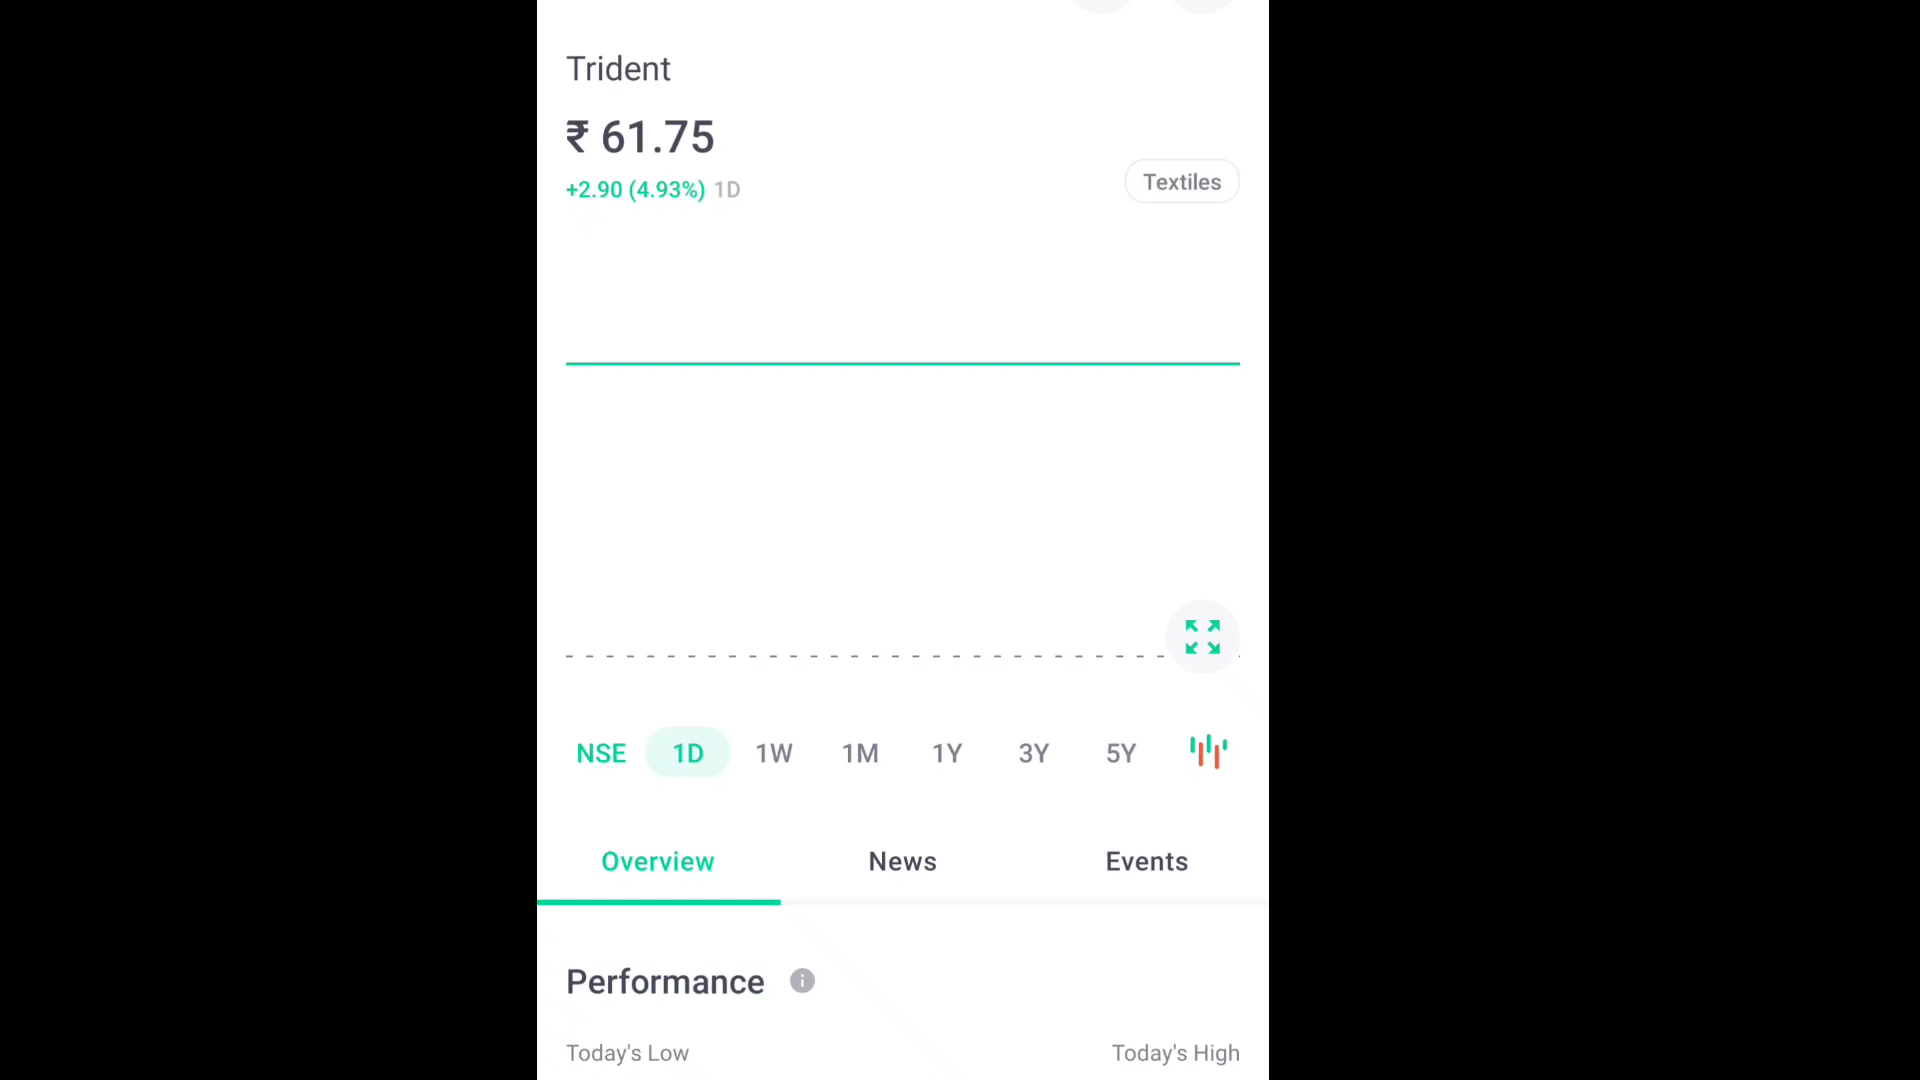 Trident
₹ 61.75
+2.90 (4.93%) 1D
Textiles
NSE 1D 1W 1M 1Y 3Y 5Y
Overview News Events
Performance
Today's Low Today's High